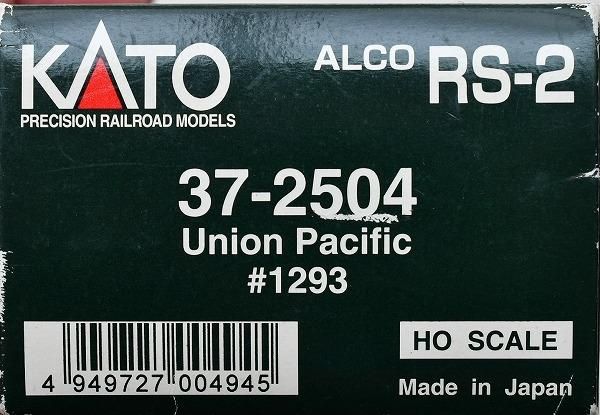 KATO
PRECISION RAILROAD MODELS
ALCO RS-2
37-2504
Union Pacific
#1293
4 949727 004945
HO SCALE
Made in Japan